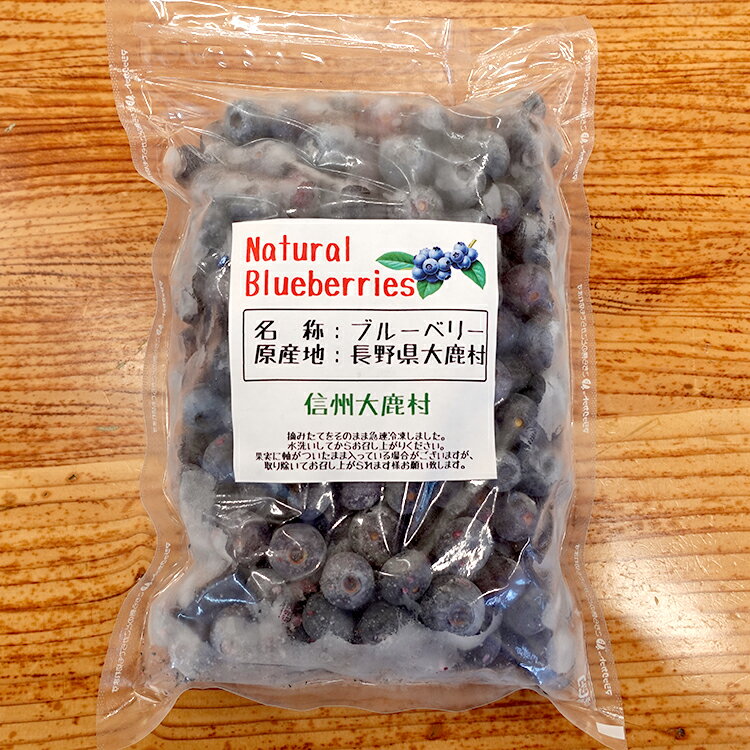 Natural
Blueberries
名 称：ブルーベリー
原産地：長野県大鹿村
信州大鹿村
摘みたてをそのまま急速冷凍しました。
水洗いしてからお召し上がりください。
果実に軸がついたまま入っている場合がございますが、
取り除いてお召し上がられます様お願い致します。